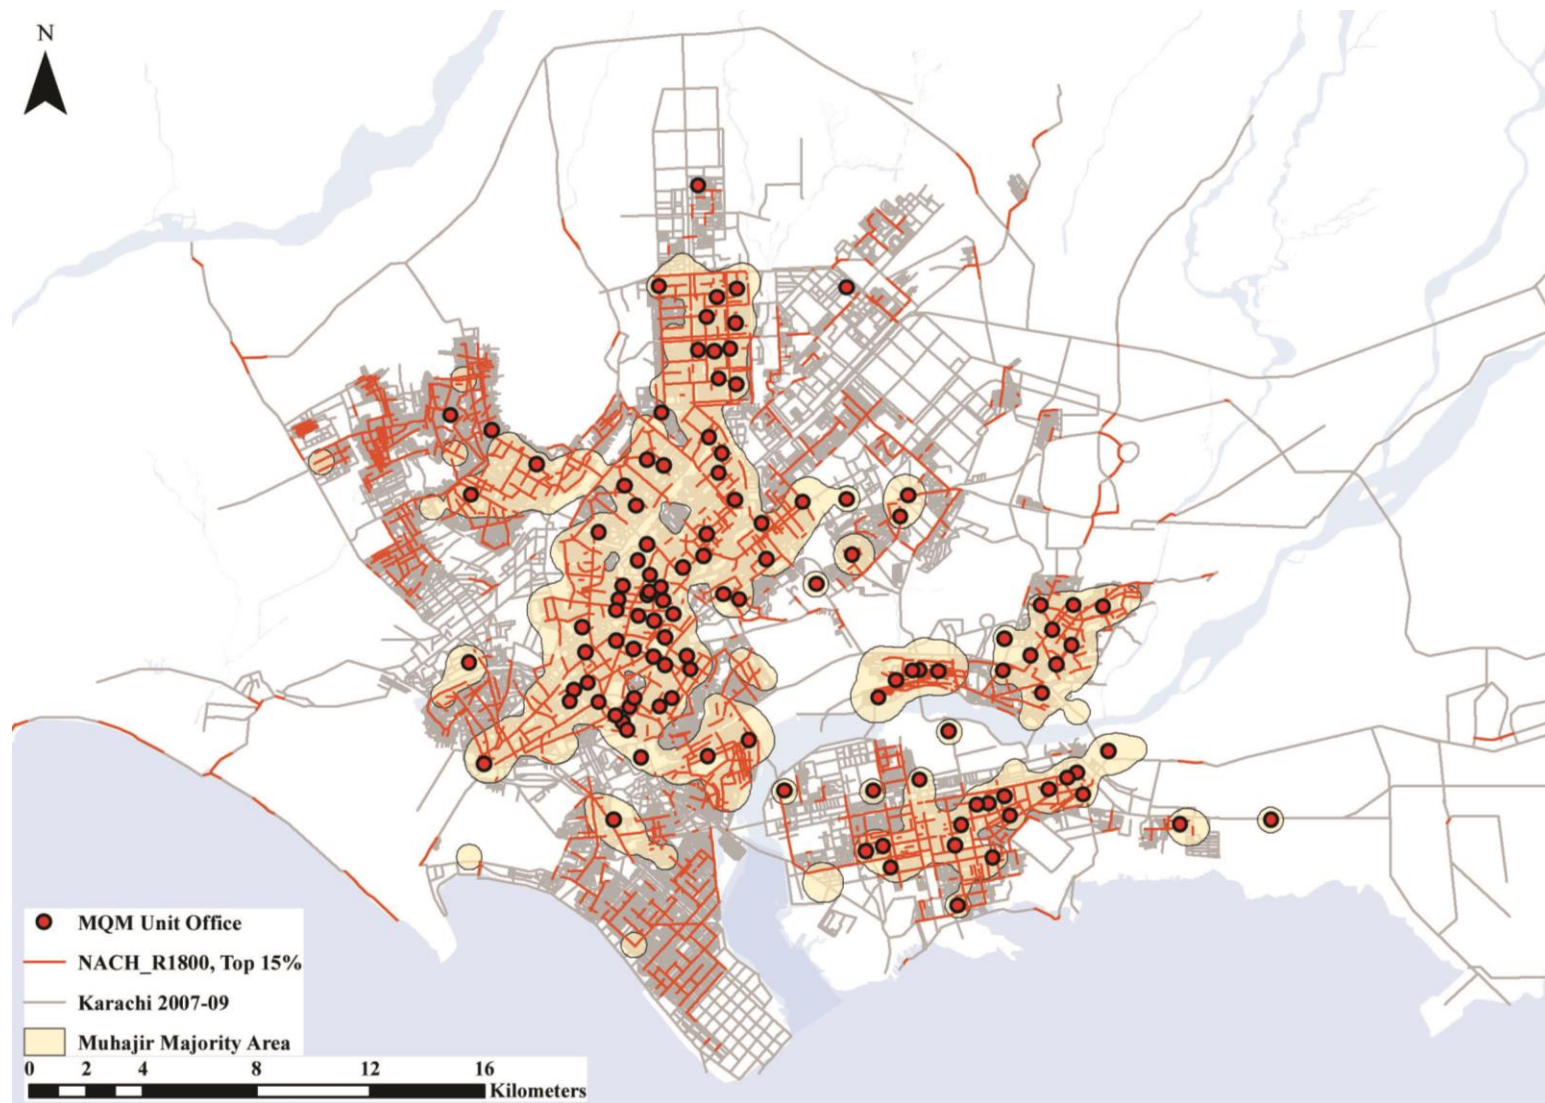 N
MQM Unit Office
NACH_R1800, Top 15%
Karachi 2007-09
Muhajir Majority Area
0 2 4 8 12 16
Kilometers